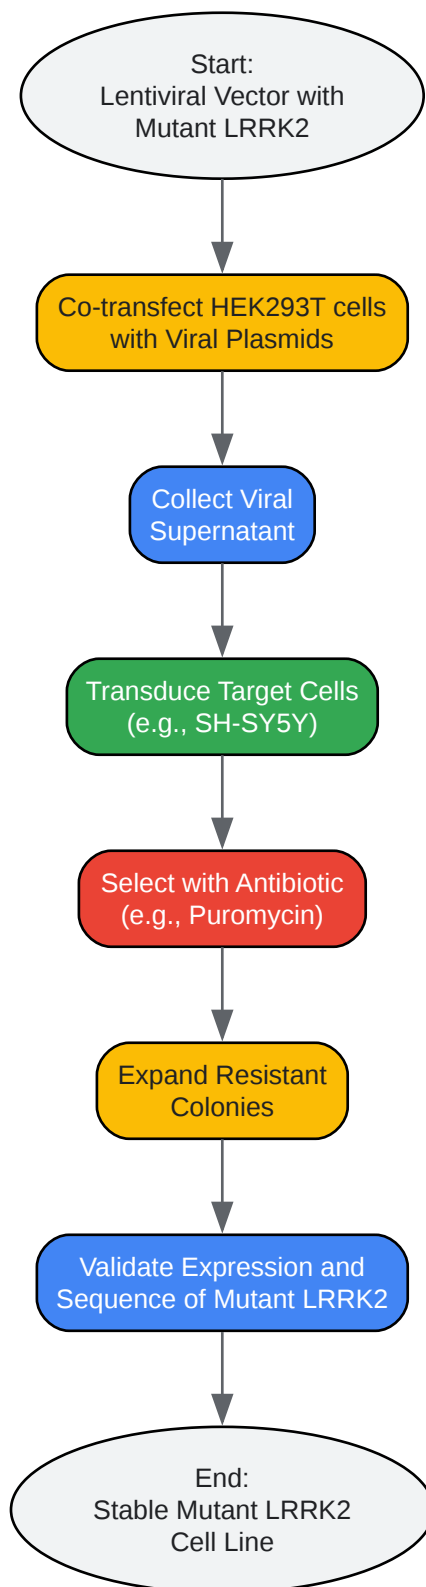 Start:
Lentiviral Vector with
Mutant LRRK2
Co-transfect HEK293T cells
with Viral Plasmids
Collect Viral
Supernatant
Transduce Target Cells
(e.g., SH-SY5Y)
Select with Antibiotic
(e.g., Puromycin)
Expand Resistant
Colonies
Validate Expression and
Sequence of Mutant LRRK2
End:
Stable Mutant LRRK2
Cell Line